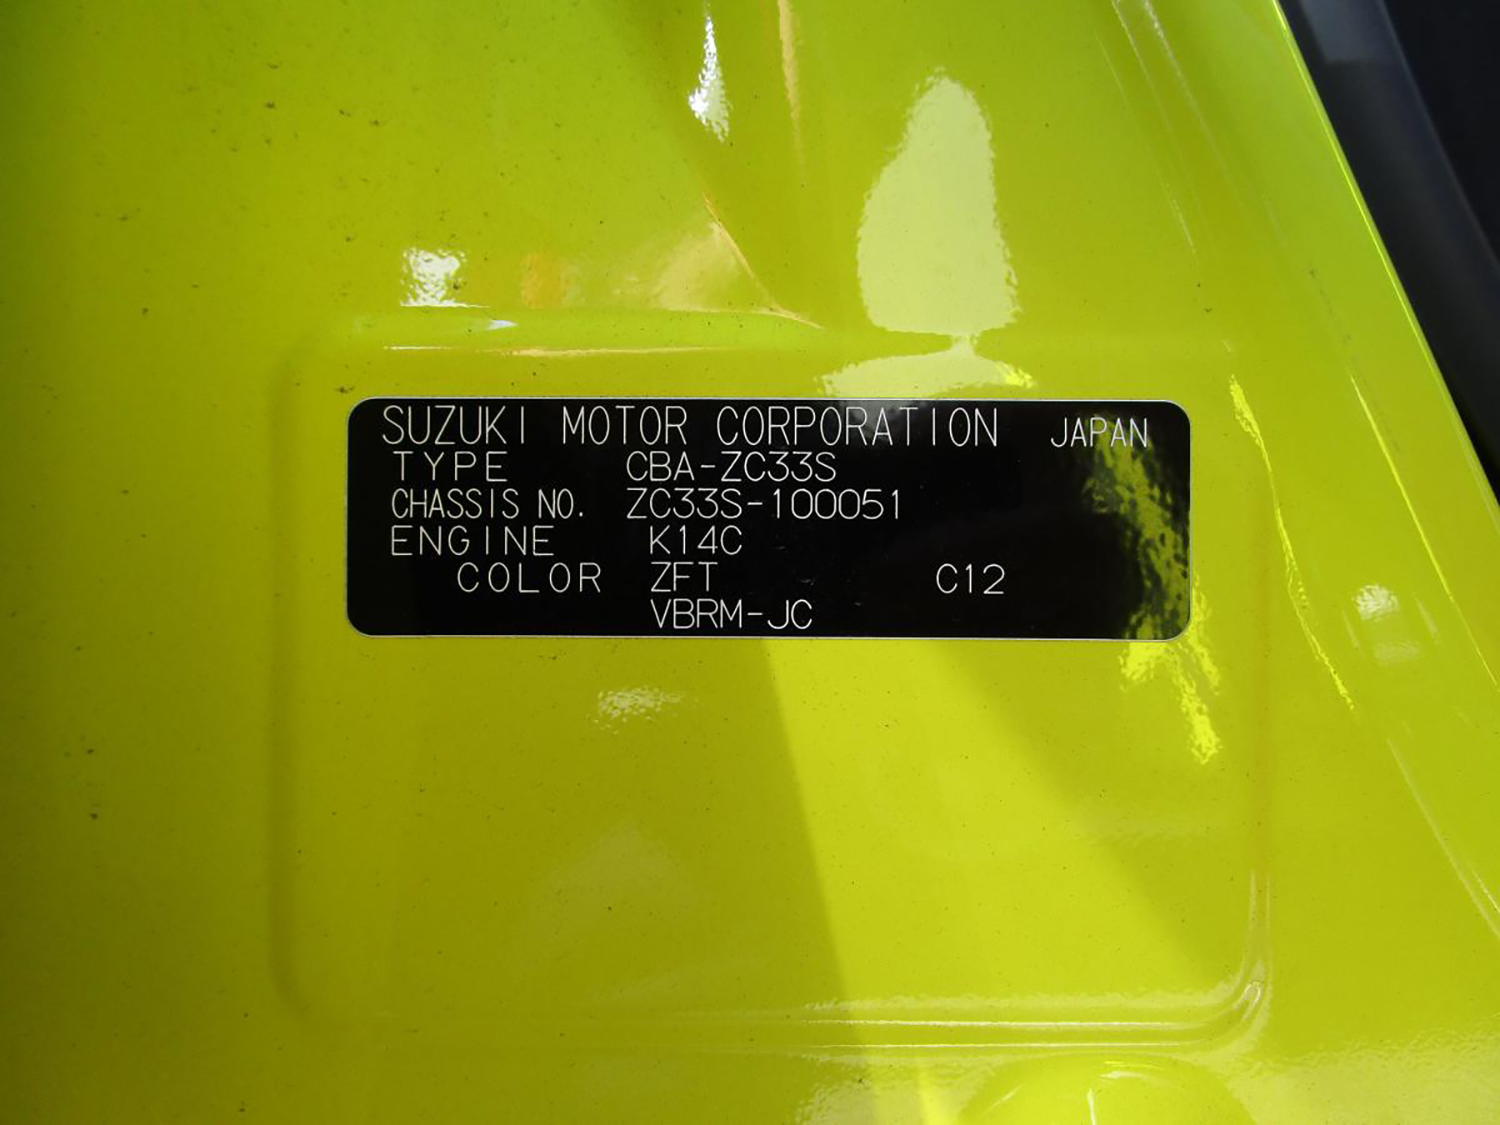 SUZUKI MOTOR CORPORATION JAPAN
TYPE CBA-ZC33S
CHASSIS NO. ZC33S-100051
ENGINE K14C
COLOR ZFT C12
VBRM-JC